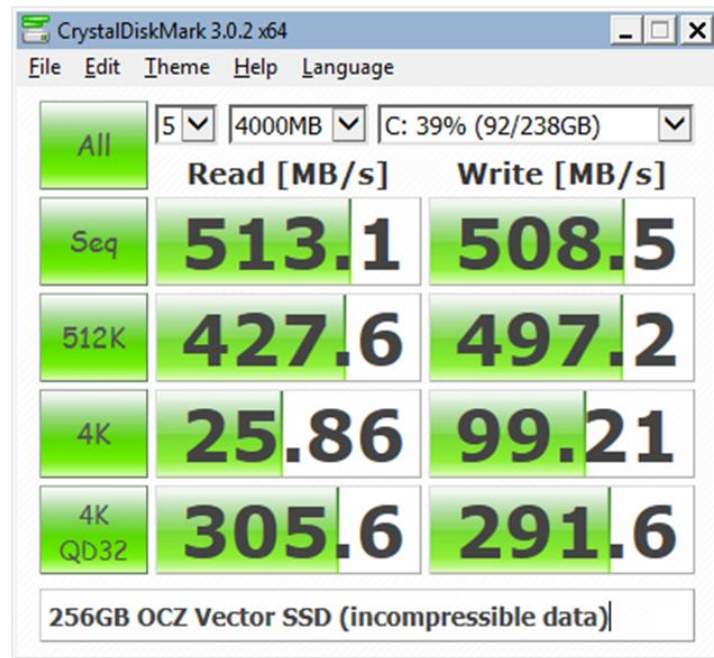 CrystalDiskMark 3.0.2 x64
File Edit Theme Help Language
All 5 4000MB C: 39% (92/238GB)
Read [MB/s] Write [MB/s]
Seq 513.1 508.5
512K 427.6 497.2
4K 25.86 99.21
4K QD32 305.6 291.6
256GB OCZ Vector SSD (incompressible data)